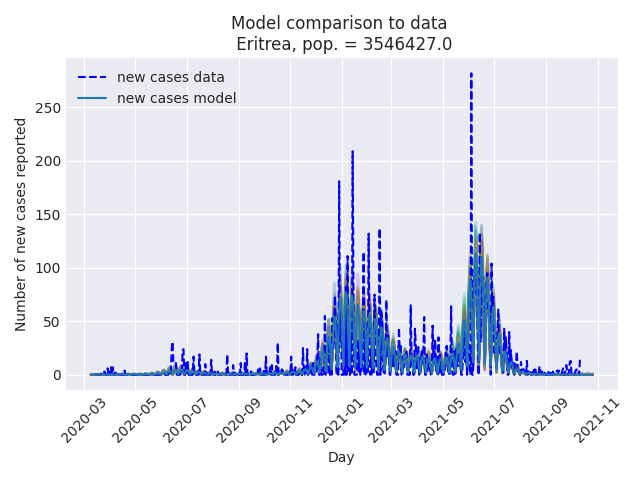 Model comparison to data
Eritrea, pop. = 3546427.0
new cases data
new cases model
Number of new cases reported
250
200
150
100
50
0
2020-03
2020-05
2020-07
2020-09
2020-11
2021-01
2021-03
2021-05
2021-07
2021-09
2021-11
Day